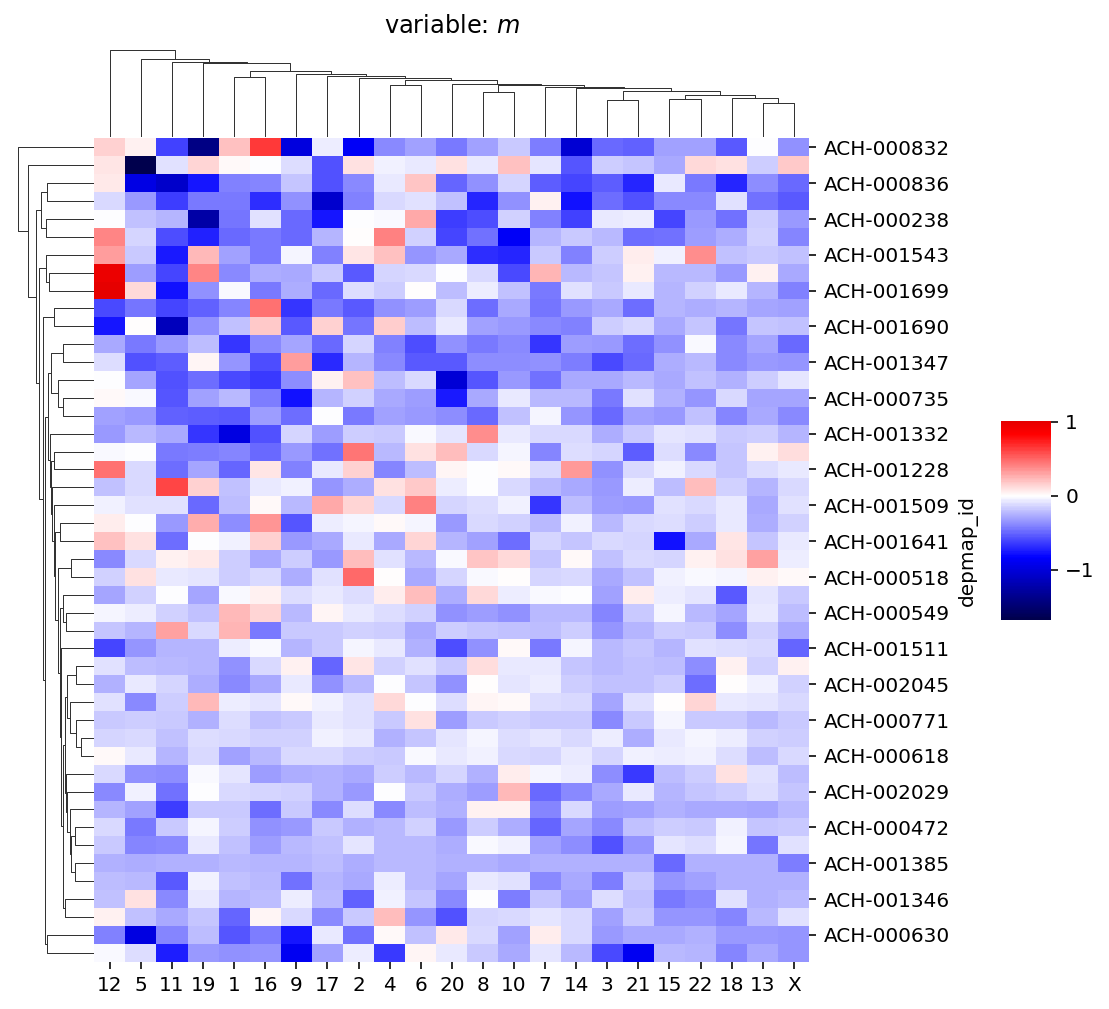 variable: m
ACH-000832
ACH-000836
ACH-000238
ACH-001543
ACH-001699
ACH-001690
ACH-001347
ACH-000735
ACH-001332
ACH-001228
ACH-001509
ACH-001641
ACH-000518
ACH-000549
ACH-001511
ACH-002045
ACH-000771
ACH-000618
ACH-002029
ACH-000472
ACH-001385
ACH-001346
ACH-000630
12 5 11 19 1 16 9 17 2 4 6 20 8 10 7 14 3 21 15 22 18 13 X
depmap_id
1
0
−1